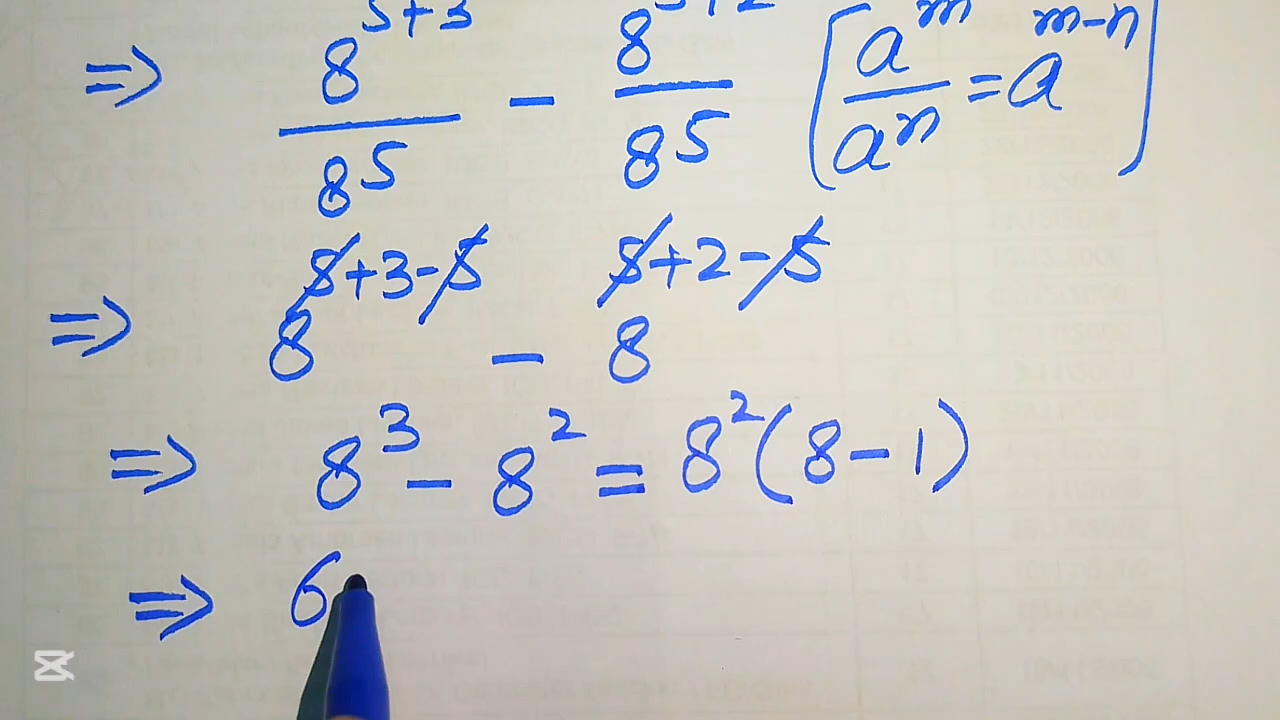 ⇒ 8^{5+3}/8^5 − 8^{5+2}/8^5 [a^m/a^n = a^{m−n}]
⇒ 8^{5+3−5} − 8^{5+2−5}
⇒ 8^3 − 8^2 = 8^2(8−1)
⇒ 6